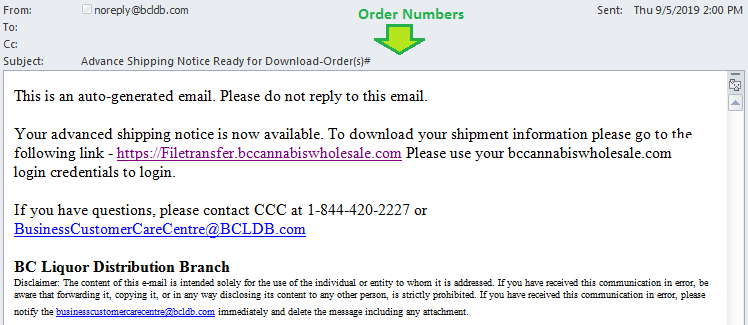 From: noreply@bcldb.com Sent: Thu 9/5/2019 2:00 PM
Order Numbers
To:
Cc:
Subject: Advance Shipping Notice Ready for Download-Order(s)#
This is an auto-generated email. Please do not reply to this email.
Your advanced shipping notice is now available. To download your shipment information please go to the
following link - https://Filetransfer.bccannabiswholesale.com Please use your bccannabiswholesale.com
login credentials to login.
If you have questions, please contact CCC at 1-844-420-2227 or
BusinessCustomerCareCentre@BCLDB.com
BC Liquor Distribution Branch
Disclaimer: The content of this e-mail is intended solely for the use of the individual or entity to whom it is addressed. If you have received this communication in error, be
aware that forwarding it, copying it, or in any way disclosing its content to any other person, is strictly prohibited. If you have received this communication in error, please
notify the businesscustomercarecentre@bcldb.com immediately and delete the message including any attachment.